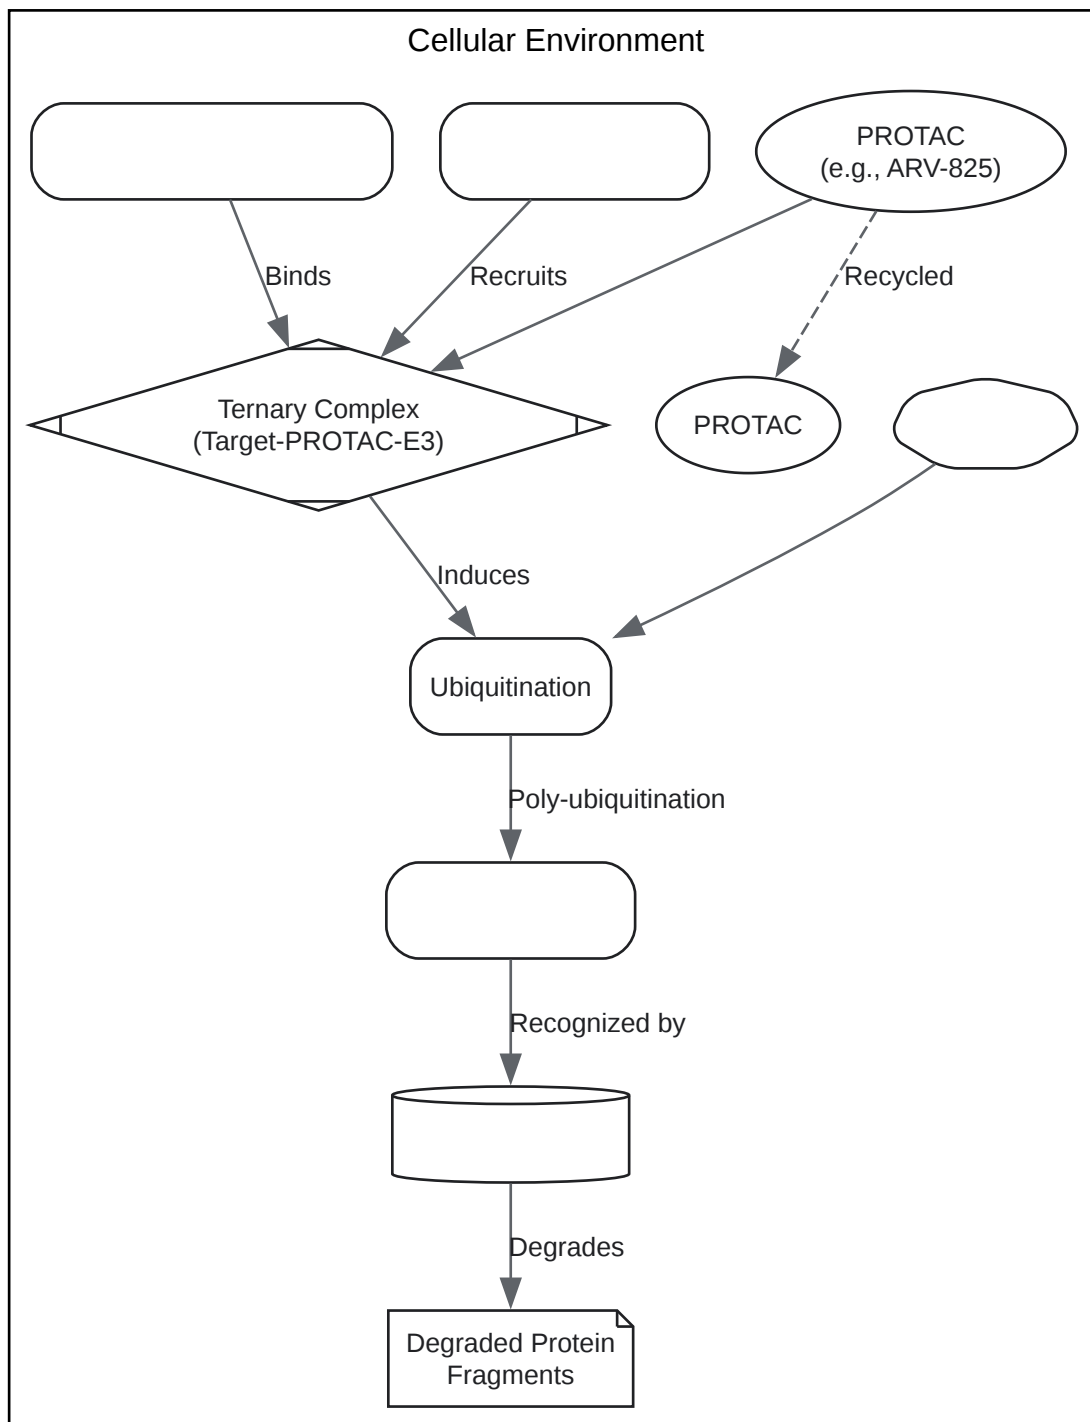 Cellular Environment
PROTAC
(e.g., ARV-825)
Binds
Recruits
Recycled
Ternary Complex
(Target-PROTAC-E3)
PROTAC
Induces
Ubiquitination
Poly-ubiquitination
Recognized by
Degrades
Degraded Protein
Fragments